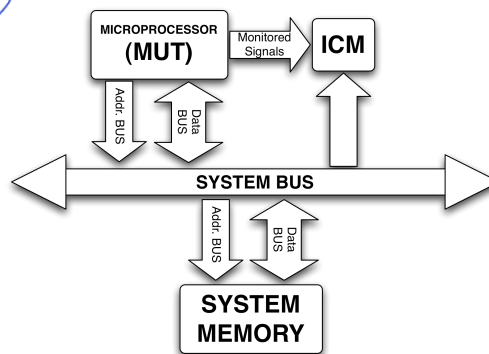 MICROPROCESSOR
(MUT)
Monitored
Signals
ICM
Addr. BUS
Data
BUS
SYSTEM BUS
Addr. BUS
Data
BUS
SYSTEM
MEMORY